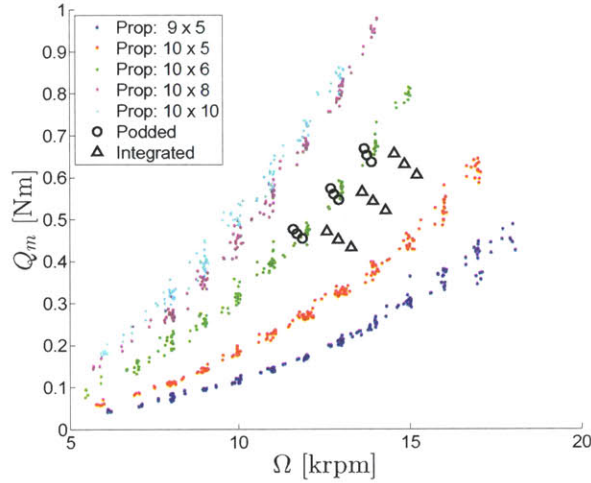 1
0.9
0.8
0.7
0.6
0.5
0.4
0.3
0.2
0.1
0
Q_m [Nm]
Prop: 9 x 5
Prop: 10 x 5
Prop: 10 x 6
Prop: 10 x 8
Prop: 10 x 10
Podded
Integrated
5 10 15 20
Ω [krpm]